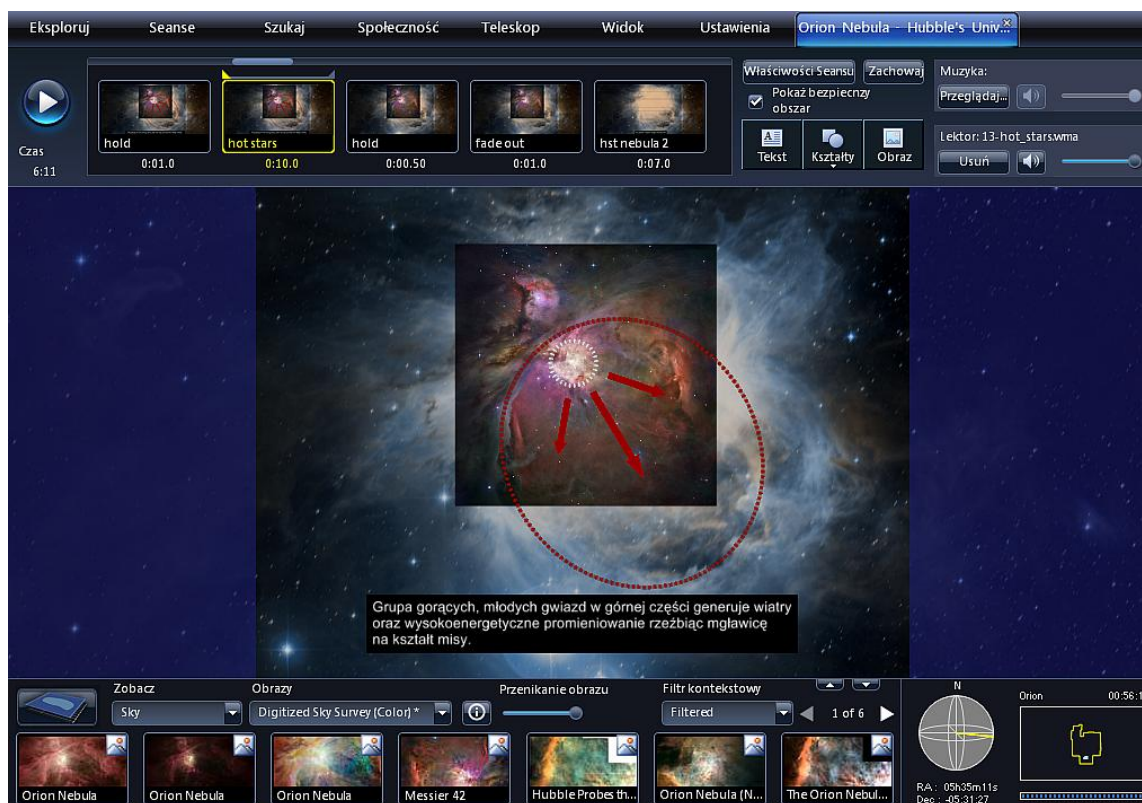 Eksploruj Seanse Szukaj Społeczność Teleskop Widok Ustawienia Orion Nebula - Hubble's Univ...
Czas
6:11
hold hot stars hold fade out hst nebula 2
0:01.0 0:10.0 0:00.50 0:01.0 0:07.0
Właściwości Seansu Zachowaj
Pokaż bezpiecnzy
obszar
Tekst Kształty Obraz
Muzyka:
Przeglądaj...
Lektor: 13-hot_stars.wma
Usuń
Grupa gorących, młodych gwiazd w górnej części generuje wiatry
oraz wysokoenergetyczne promieniowanie rzeźbiąc mgławicę
na kształt misy.
Zobacz Obrazy Przenikanie obrazu Filtr kontekstowy
Sky Digitized Sky Survey (Color) * Filtered 1 of 6
Orion Nebula Orion Nebula Orion Nebula Messier 42 Hubble Probes th... Orion Nebula (N... The Orion Nebul...
N
RA : 05h35m11s
Dec : -05:31:27
Orion 00:56:1